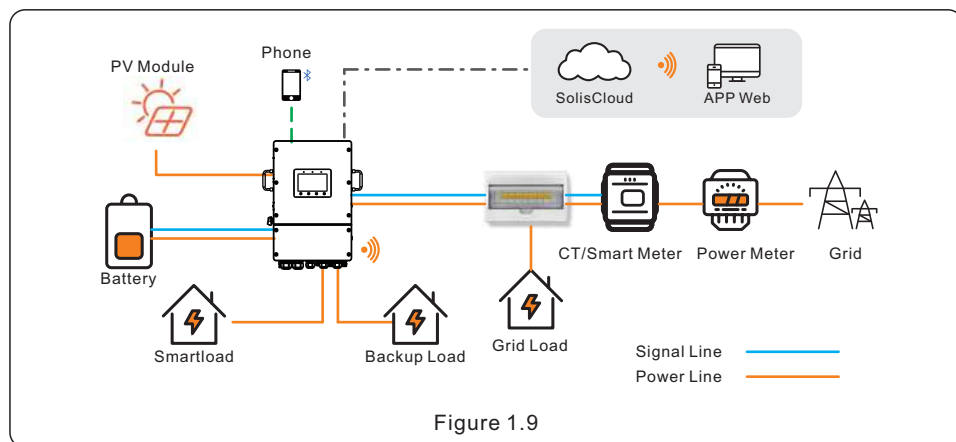 Phone
PV Module
SolisCloud
APP Web
CT/Smart Meter
Power Meter
Grid
Battery
Smartload
Backup Load
Grid Load
Signal Line
Power Line
Figure 1.9